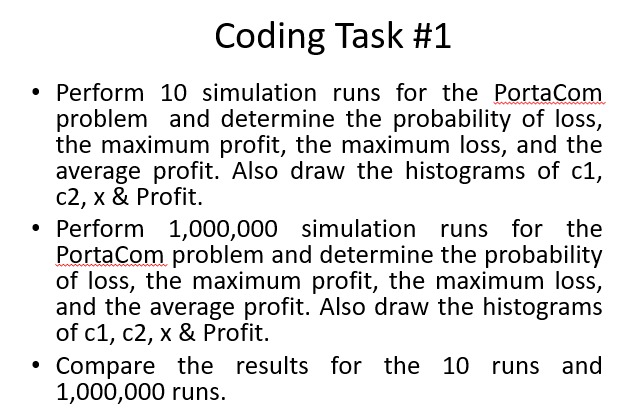 Coding Task #1
• Perform 10 simulation runs for the PortaCom
problem and determine the probability of loss,
the maximum profit, the maximum loss, and the
average profit. Also draw the histograms of c1,
c2, x & Profit.
• Perform 1,000,000 simulation runs for the
PortaCom problem and determine the probability
of loss, the maximum profit, the maximum loss,
and the average profit. Also draw the histograms
of c1, c2, x & Profit.
• Compare the results for the 10 runs and
1,000,000 runs.